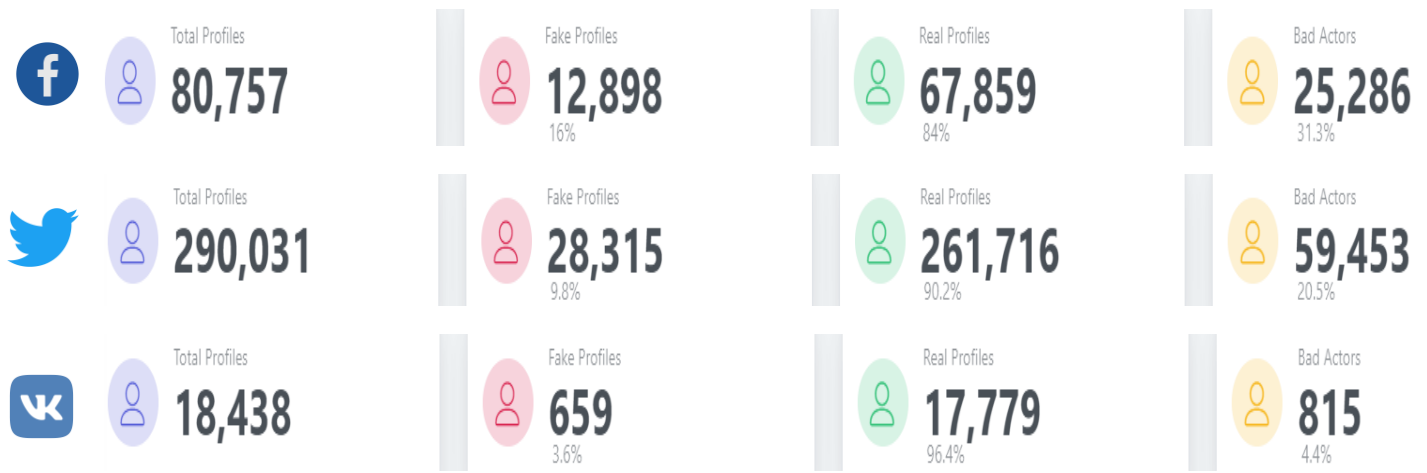 Total Profiles Fake Profiles Real Profiles Bad Actors
80,757 12,898 67,859 25,286
16% 84% 31.3%
Total Profiles Fake Profiles Real Profiles Bad Actors
290,031 28,315 261,716 59,453
9.8% 90.2% 20.5%
Total Profiles Fake Profiles Real Profiles Bad Actors
18,438 659 17,779 815
3.6% 96.4% 4.4%